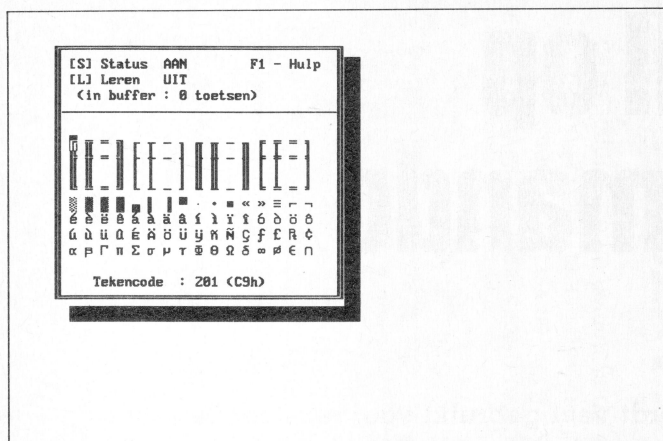 [S] Status AAN F1 - Hulp
[L] Leren UIT
(in buffer : 0 toetsen)
« » ≡ ⌐ ¬
é è ë ê á à ä â í ì ï î ó ò ö ô
ú ù ü û É Ä Ö Ü ÿ ñ Ñ Ç ƒ £ ₧ ¢
α β Γ π Σ σ µ τ Φ Θ Ω δ ∞ ø ∈ ∩
Tekencode : 201 (C9h)